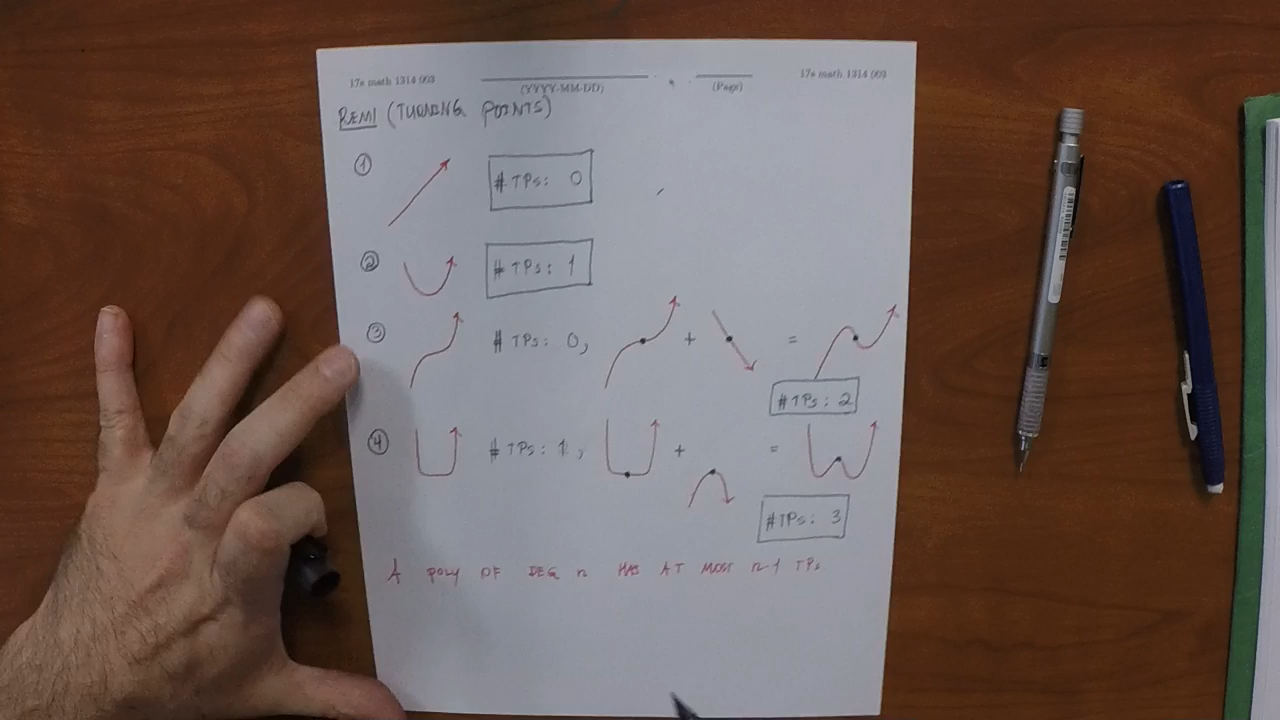 17s math 1314 003 (YYYY-MM-DD) (Page) 17s math 1314 003
REM (TURNING POINTS)
① # TPs: 0
② # TPs: 1
③ # TPs: 0, + =
# TPs: 2
④ # TPs: 1, + =
# TPs: 3
A POLY OF DEG n HAS AT MOST n-1 TPs